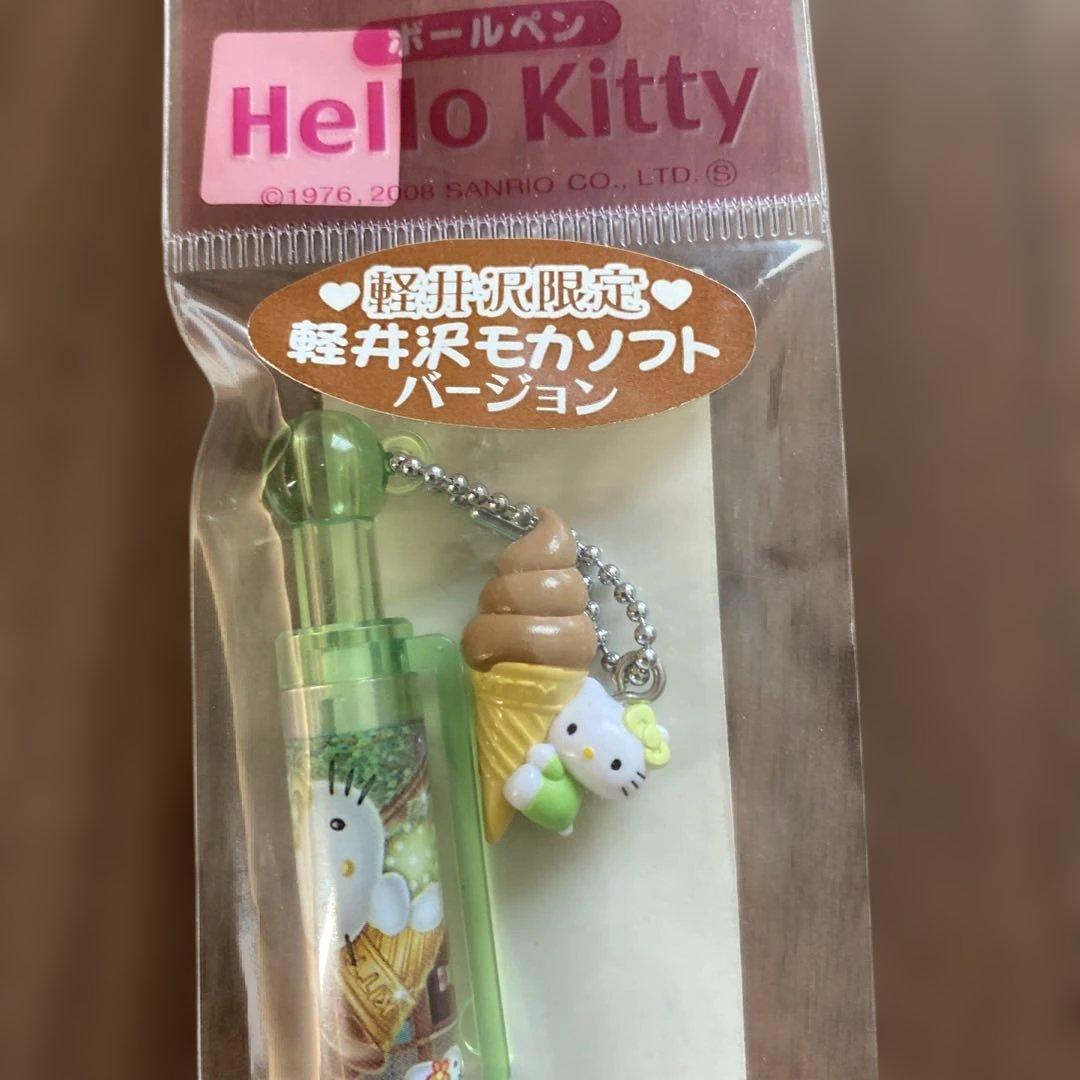 ボールペン
Hello Kitty
©1976, 2008 SANRIO CO., LTD. Ⓢ
♥軽井沢限定♥
軽井沢モカソフト
バージョン
KITT